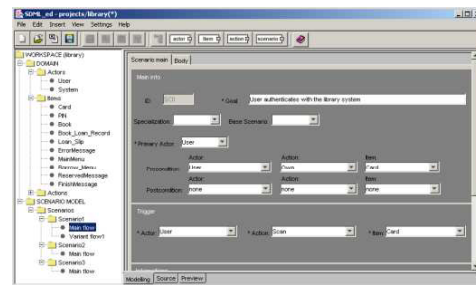 SDML_ed - projects/library(*)
File Edit Insert View Settings Help
actor item action scenario
WORKSPACE (library)
DOMAIN
Actors
User
System
Items
Card
PIN
Book
Book_Loan_Record
Loan_Slip
ErrorMessage
MainMenu
Borrow_Menu
ReservedMessage
FinishMessage
Actions
SCENARIO MODEL
Scenarios
Scenario1
Main flow
Variant flow1
Scenario2
Main flow
Scenario3
Main flow
Scenario main Body
Main info
ID: * Goal: User authenticates with the library system
Specialization: Base Scenario:
* Primary Actor: User
Actor: Action: Item:
Precondition: User Own Card
Actor: Action: Item:
Postcondition: none none none
Trigger
* Actor: User * Action: Scan * Item: Card
Modelling Source Preview